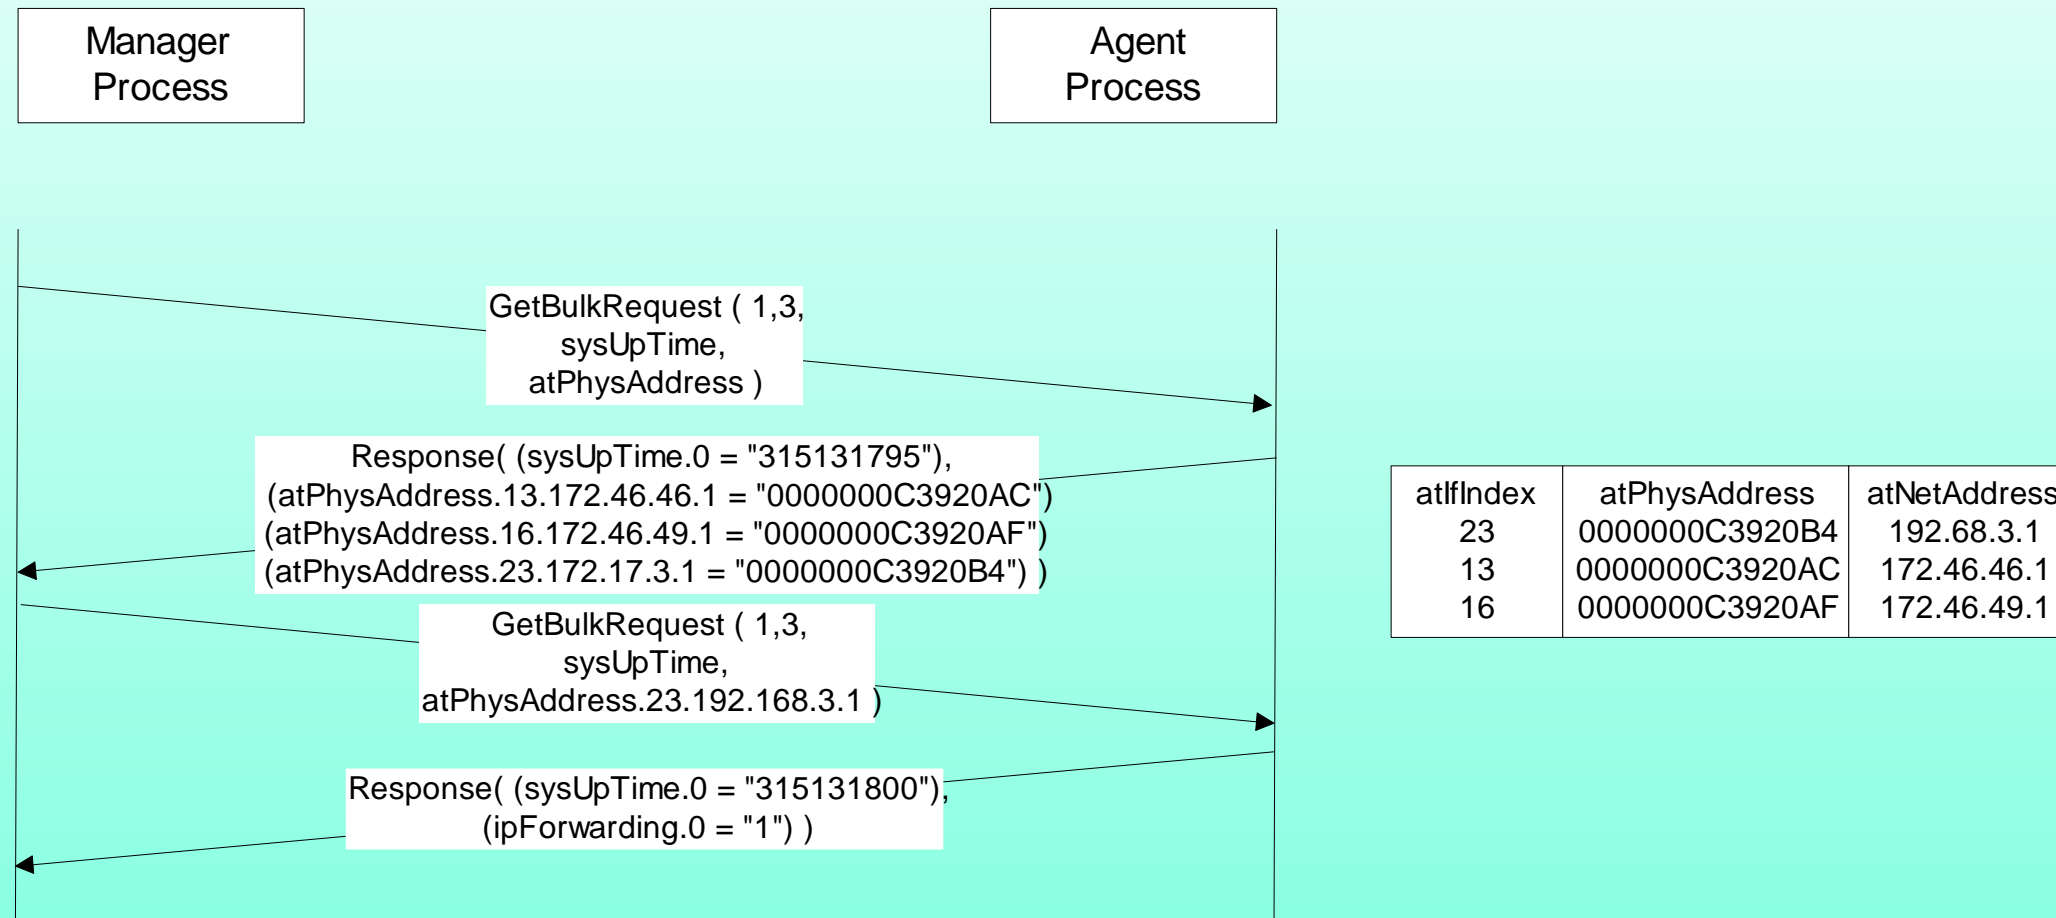 Manager
Process
Agent
Process
GetBulkRequest ( 1,3,
sysUpTime,
atPhysAddress )
Response( (sysUpTime.0 = "315131795"),
(atPhysAddress.13.172.46.46.1 = "0000000C3920AC")
(atPhysAddress.16.172.46.49.1 = "0000000C3920AF")
(atPhysAddress.23.172.17.3.1 = "0000000C3920B4") )
GetBulkRequest ( 1,3,
sysUpTime,
atPhysAddress.23.192.168.3.1 )
Response( (sysUpTime.0 = "315131800"),
(ipForwarding.0 = "1") )
atIfIndex atPhysAddress atNetAddress
23 0000000C3920B4 192.68.3.1
13 0000000C3920AC 172.46.46.1
16 0000000C3920AF 172.46.49.1